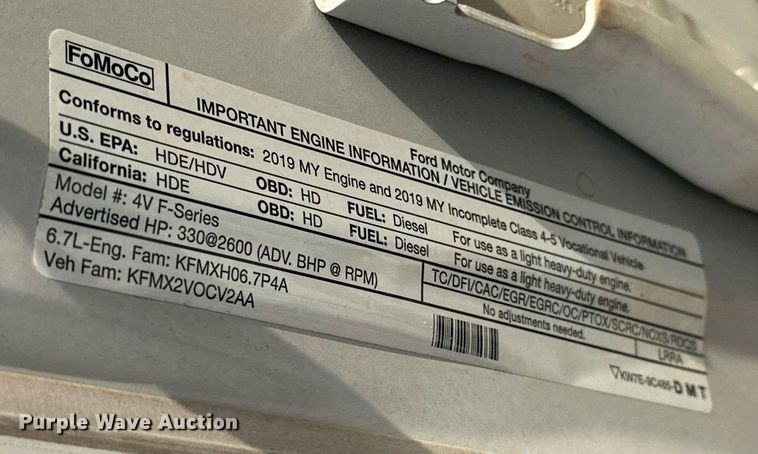 FoMoCo
Ford Motor Company
IMPORTANT ENGINE INFORMATION / VEHICLE EMISSION CONTROL INFORMATION
Conforms to regulations: 2019 MY Engine and 2019 MY Incomplete Class 4-5 Vocational Vehicle
U.S. EPA: HDE/HDV OBD: HD FUEL: Diesel For use as a light heavy-duty engine.
California: HDE OBD: HD FUEL: Diesel For use as a light heavy-duty engine.
Model #: 4V F-Series
Advertised HP: 330@2600 (ADV. BHP @ RPM)
TC/DFI/CAC/EGR/EGRC/OC/PTOX/SCRC/NOXS/RDQS
6.7L-Eng. Fam: KFMXH06.7P4A
No adjustments needed.
Veh Fam: KFMX2VOCV2AA
LRRA
KW7E-9C485-DMT
Purple Wave Auction